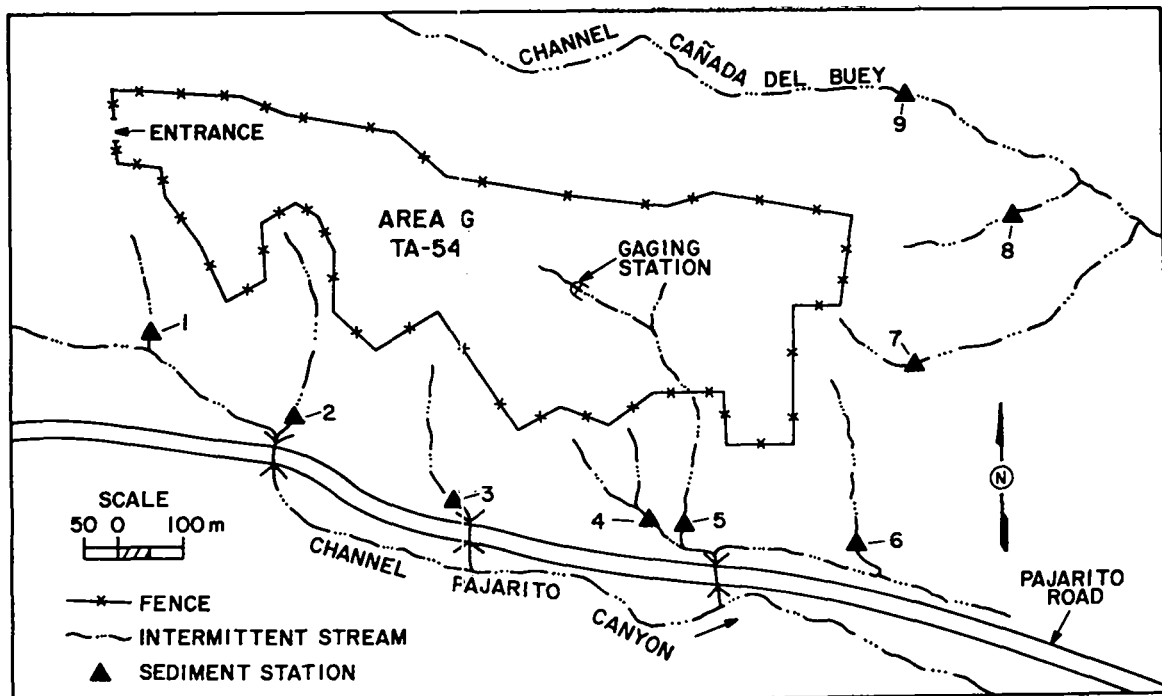 CHANNEL
CAÑADA DEL BUEY
9
ENTRANCE
AREA G
TA-54
GAGING
STATION
8
1
7
2
N
SCALE
50 0 100 m
3
4
5
6
CHANNEL
PAJARITO
CANYON
PAJARITO
ROAD
FENCE
INTERMITTENT STREAM
SEDIMENT STATION